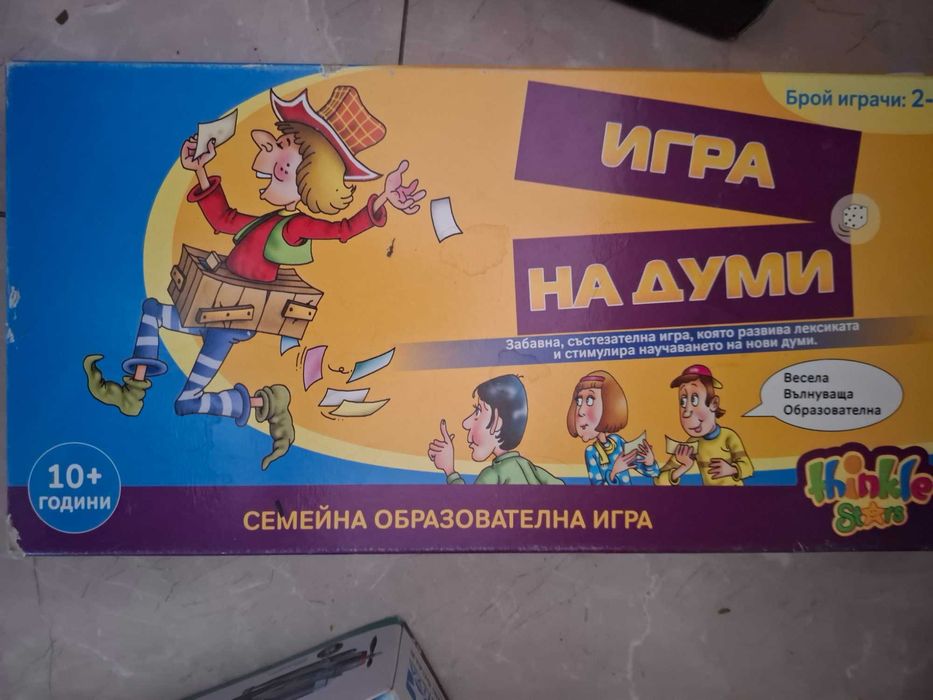 Брой играчи: 2-
ИГРА
НА ДУМИ
Забавна, състезателна игра, която развива лексиката
и стимулира научаването на нови думи.
Весела
Вълнуваща
Образователна
10+
ГОДИНИ
thinkle
Stars
СЕМЕЙНА ОБРАЗОВАТЕЛНА ИГРА